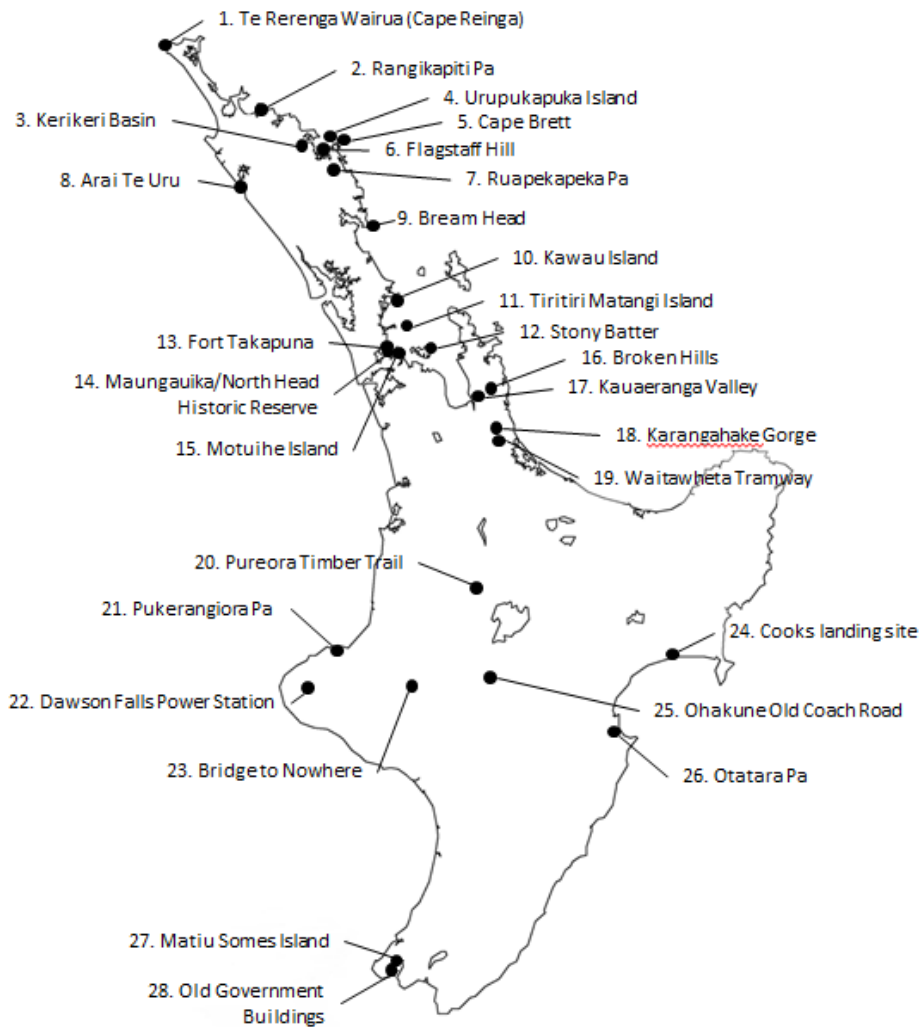 1. Te Rerenga Wairua (Cape Reinga)
2. Rangikapiti Pa
4. Urupukapuka Island
3. Kerikeri Basin
5. Cape Brett
6. Flagstaff Hill
8. Arai Te Uru
7. Ruapekapeka Pa
9. Bream Head
10. Kawau Island
11. Tiritiri Matangi Island
13. Fort Takapuna
12. Stony Batter
14. Maungauika/North Head
Historic Reserve
16. Broken Hills
17. Kauaeranga Valley
15. Motuihe Island
18. Karangahake Gorge
19. Waitawheta Tramway
20. Pureora Timber Trail
21. Pukerangiora Pa
24. Cooks landing site
22. Dawson Falls Power Station
25. Ohakune Old Coach Road
23. Bridge to Nowhere
26. Otatara Pa
27. Matiu Somes Island
28. Old Government
Buildings